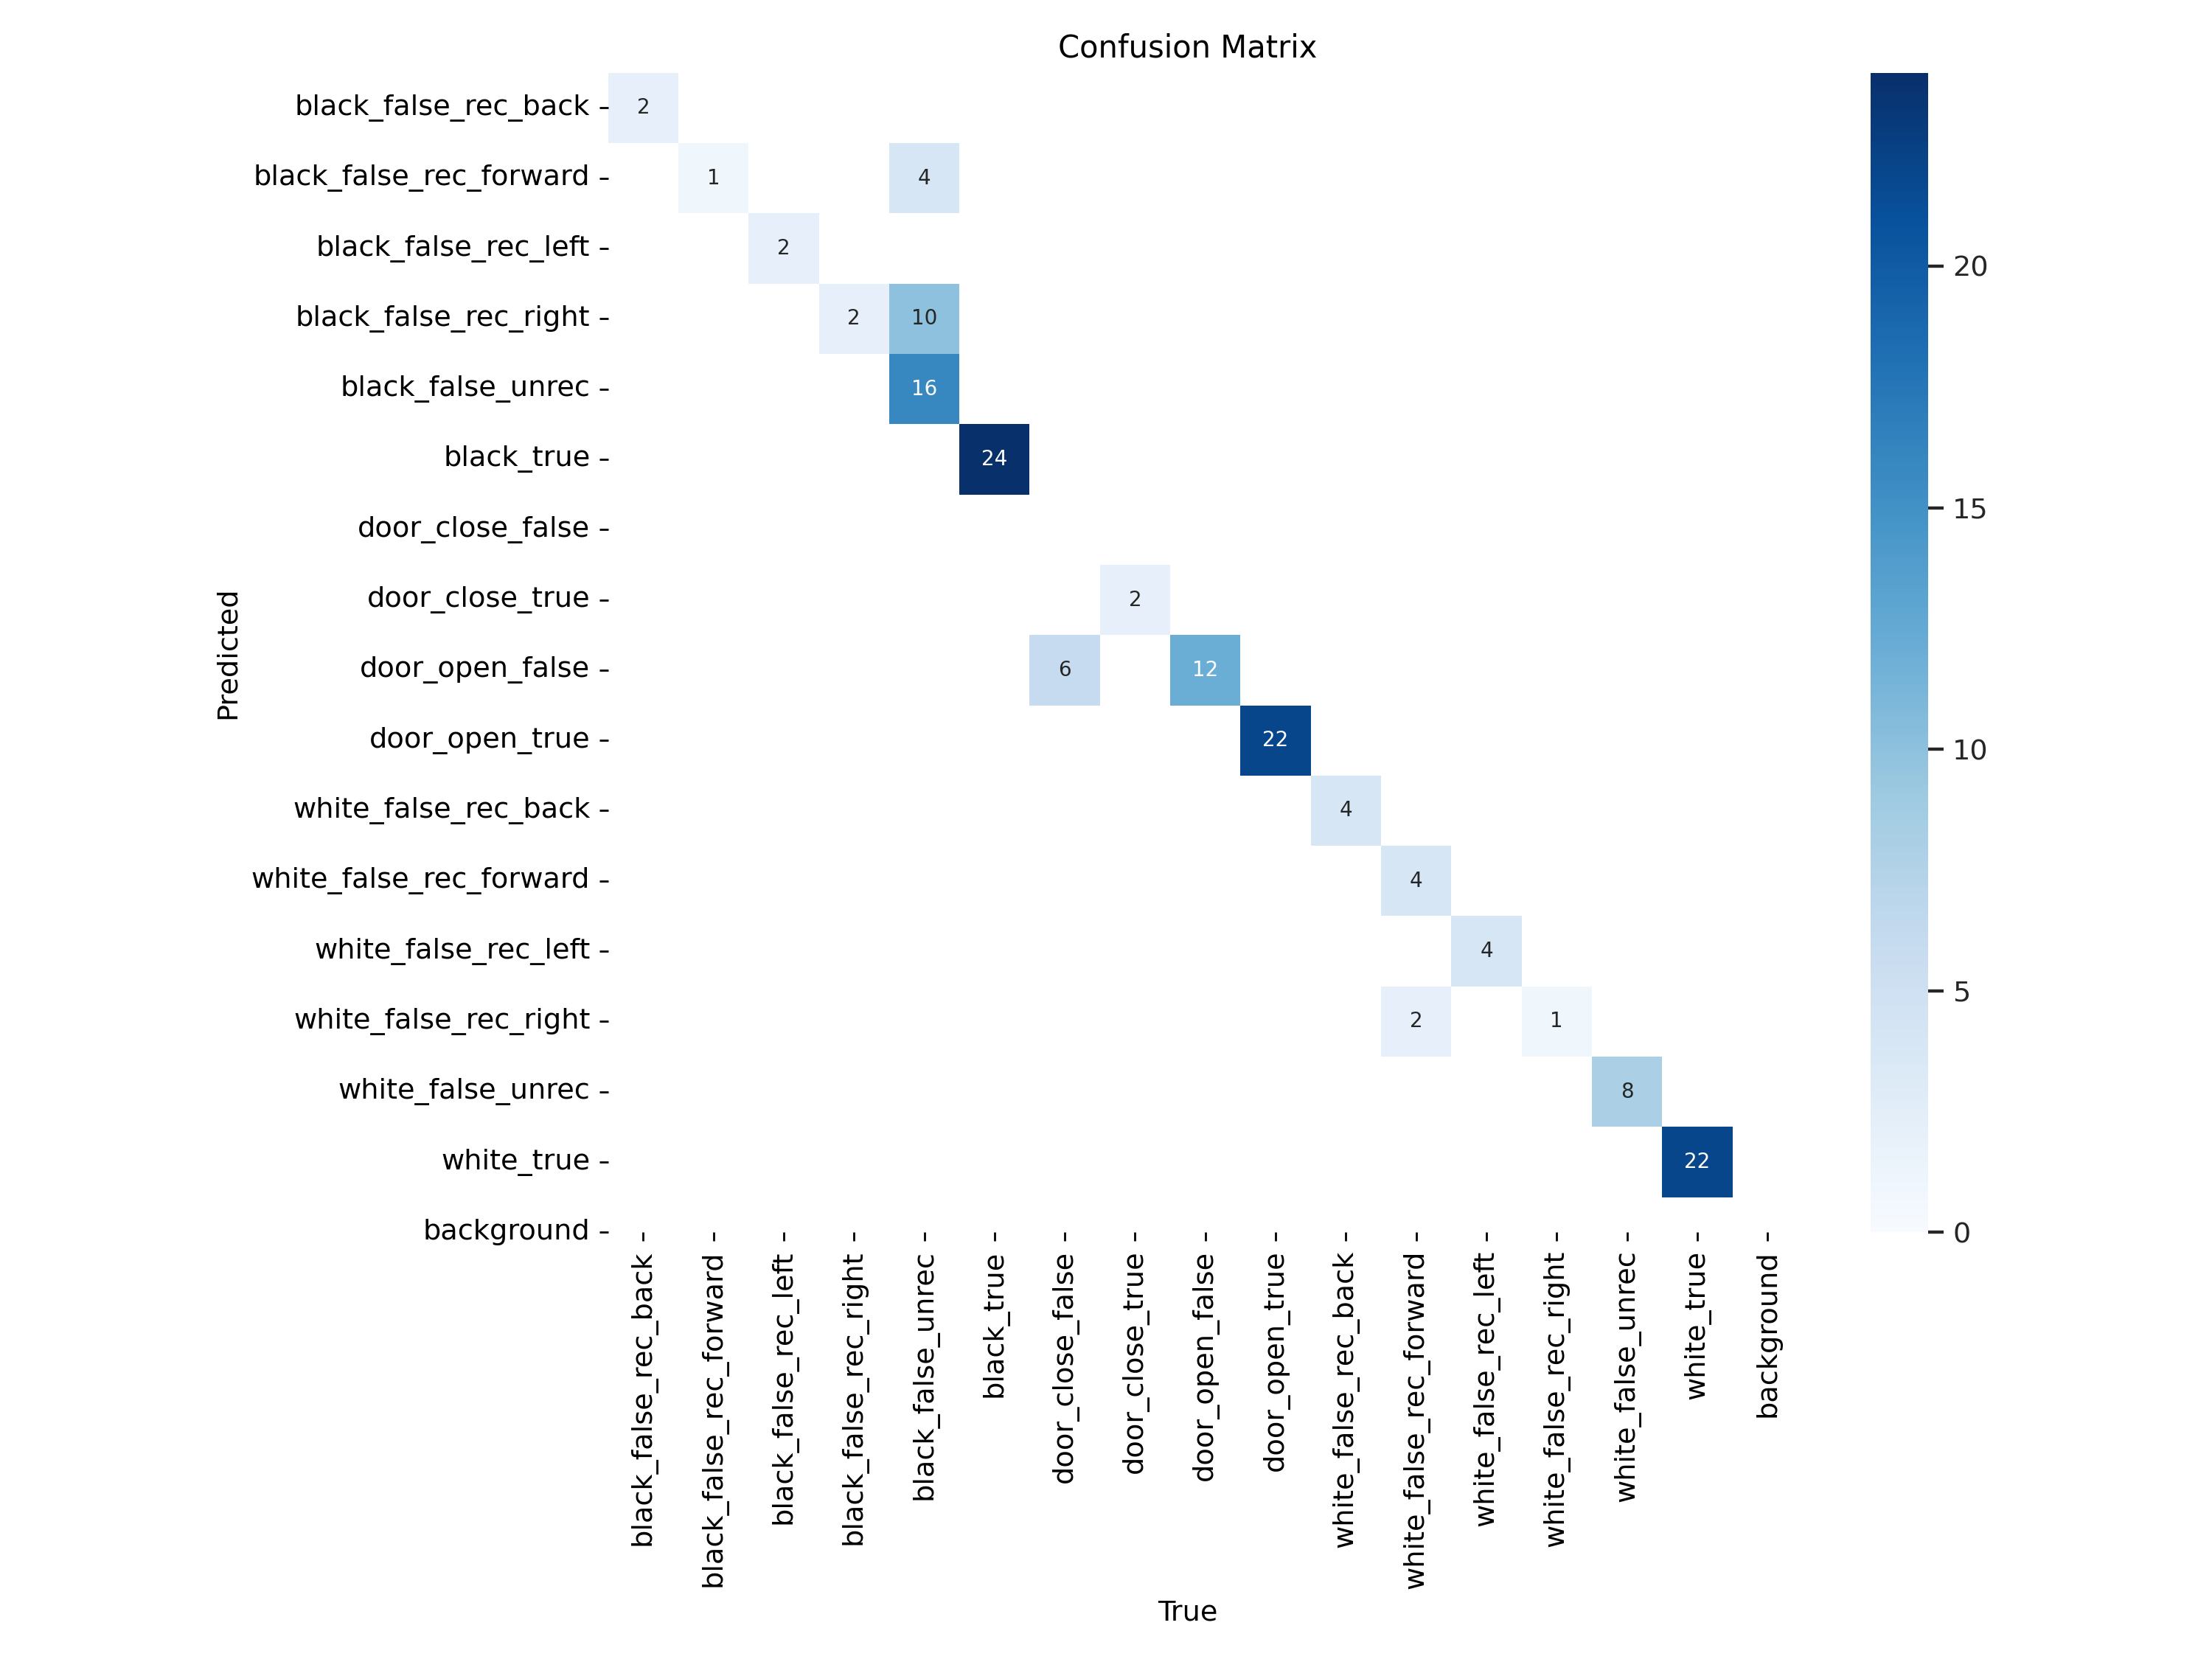 Confusion Matrix
black_false_rec_back 2
black_false_rec_forward 1 4
black_false_rec_left 2
black_false_rec_right 2 10
black_false_unrec 16
black_true 24
door_close_false
door_close_true 2
door_open_false 6 12
door_open_true 22
white_false_rec_back 4
white_false_rec_forward 4
white_false_rec_left 4
white_false_rec_right 2 1
white_false_unrec 8
white_true 22
background
Predicted
black_false_rec_back
black_false_rec_forward
black_false_rec_left
black_false_rec_right
black_false_unrec
black_true
door_close_false
door_close_true
door_open_false
door_open_true
white_false_rec_back
white_false_rec_forward
white_false_rec_left
white_false_rec_right
white_false_unrec
white_true
background
True
20
15
10
5
0